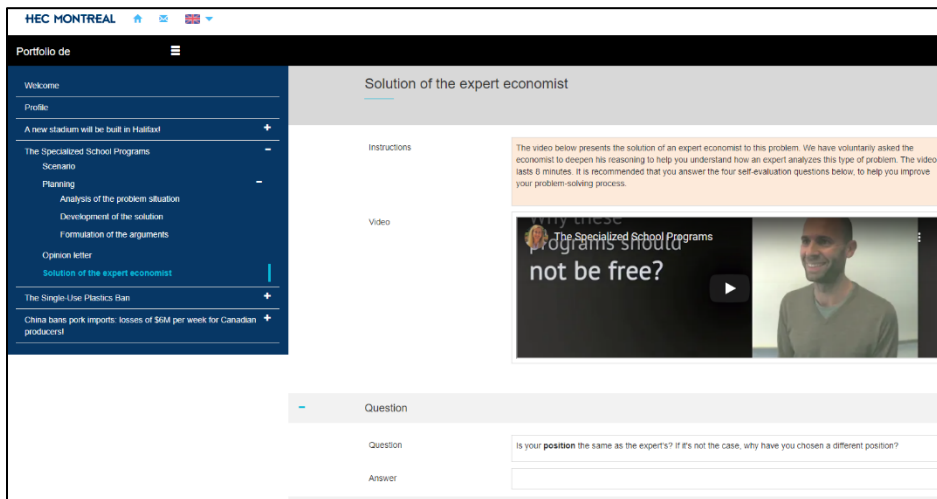 HEC MONTREAL
Portfolio de
Welcome
Profile
A new stadium will be built in Halifax!
The Specialized School Programs
Scenario
Planning
Analysis of the problem situation
Development of the solution
Formulation of the arguments
Opinion letter
Solution of the expert economist
The Single-Use Plastics Ban
China bans pork imports: losses of $6M per week for Canadian
producers!
Solution of the expert economist
Instructions
The video below presents the solution of an expert economist to this problem. We have voluntarily asked the
economist to deepen his reasoning to help you understand how an expert analyzes this type of problem. The video
lasts 8 minutes. It is recommended that you answer the four self-evaluation questions below, to help you improve
your problem-solving process.
Video
Why these
The Specialized School Programs
programs should
not be free?
Question
Question
Is your position the same as the expert's? If it's not the case, why have you chosen a different position?
Answer